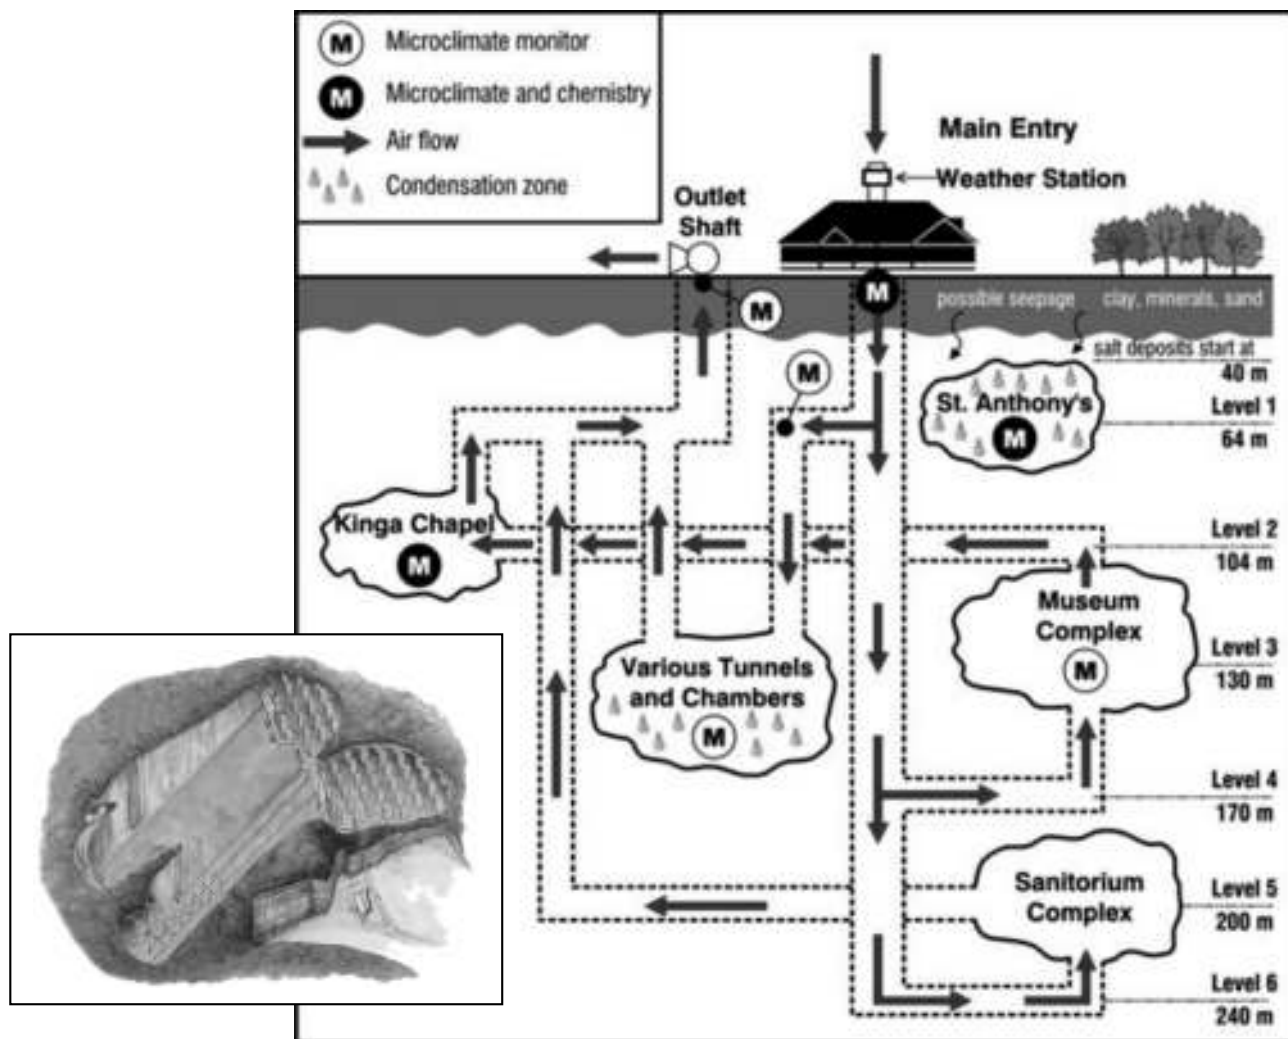 M Microclimate monitor
M Microclimate and chemistry
Air flow
Condensation zone
Main Entry
Weather Station
Outlet
Shaft
M
M
possible seepage
clay, minerals, sand
salt deposits start at
40 m
M
St. Anthony's
M
Level 1
64 m
Kinga Chapel
M
Level 2
104 m
Museum
Complex
M
Level 3
130 m
Various Tunnels
and Chambers
M
Level 4
170 m
Sanitorium
Complex
Level 5
200 m
Level 6
240 m